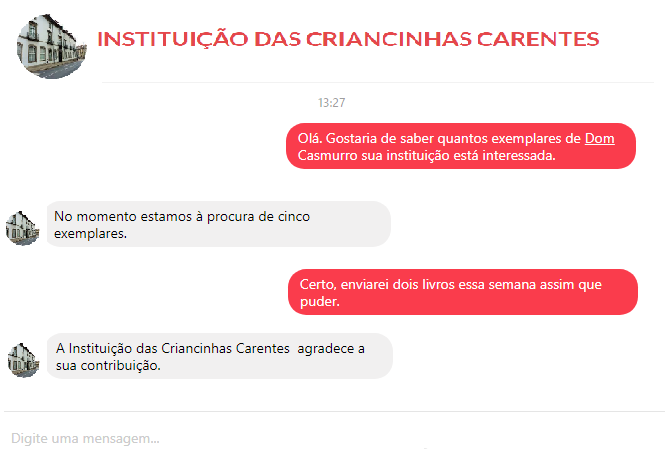 INSTITUIÇÃO DAS CRIANCINHAS CARENTES
13:27
Olá. Gostaria de saber quantos exemplares de Dom
Casmurro sua instituição está interessada.
No momento estamos à procura de cinco
exemplares.
Certo, enviarei dois livros essa semana assim que
puder.
A Instituição das Criancinhas Carentes  agradece a
sua contribuição.
Digite uma mensagem...